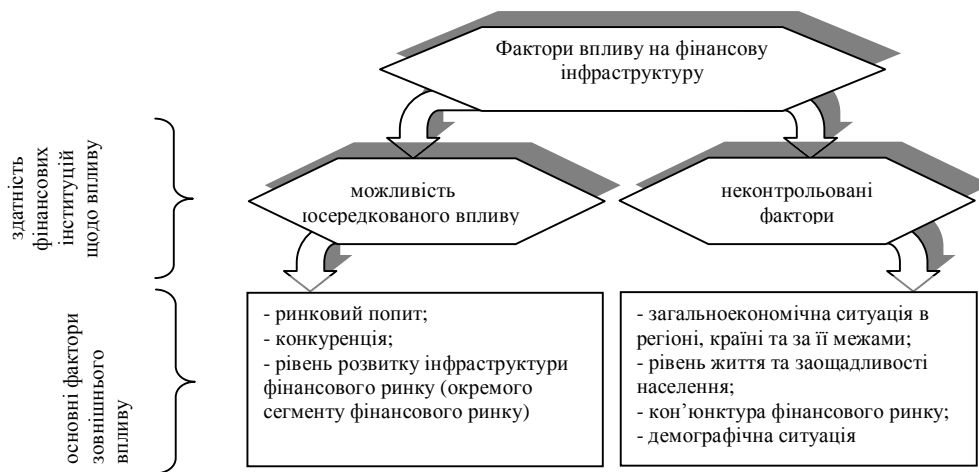 Фактори впливу на фінансову
інфраструктуру
здатність
фінансових
інституцій
щодо впливу
можливість
посередкованого впливу
неконтрольовані
фактори
основні фактори
зовнішнього
впливу
- ринковий попит;
- конкуренція;
- рівень розвитку інфраструктури
фінансового ринку (окремого
сегменту фінансового ринку)
- загальноекономічна ситуація в
регіоні, країні та за її межами;
- рівень життя та заощадливості
населення;
- кон’юнктура фінансового ринку;
- демографічна ситуація